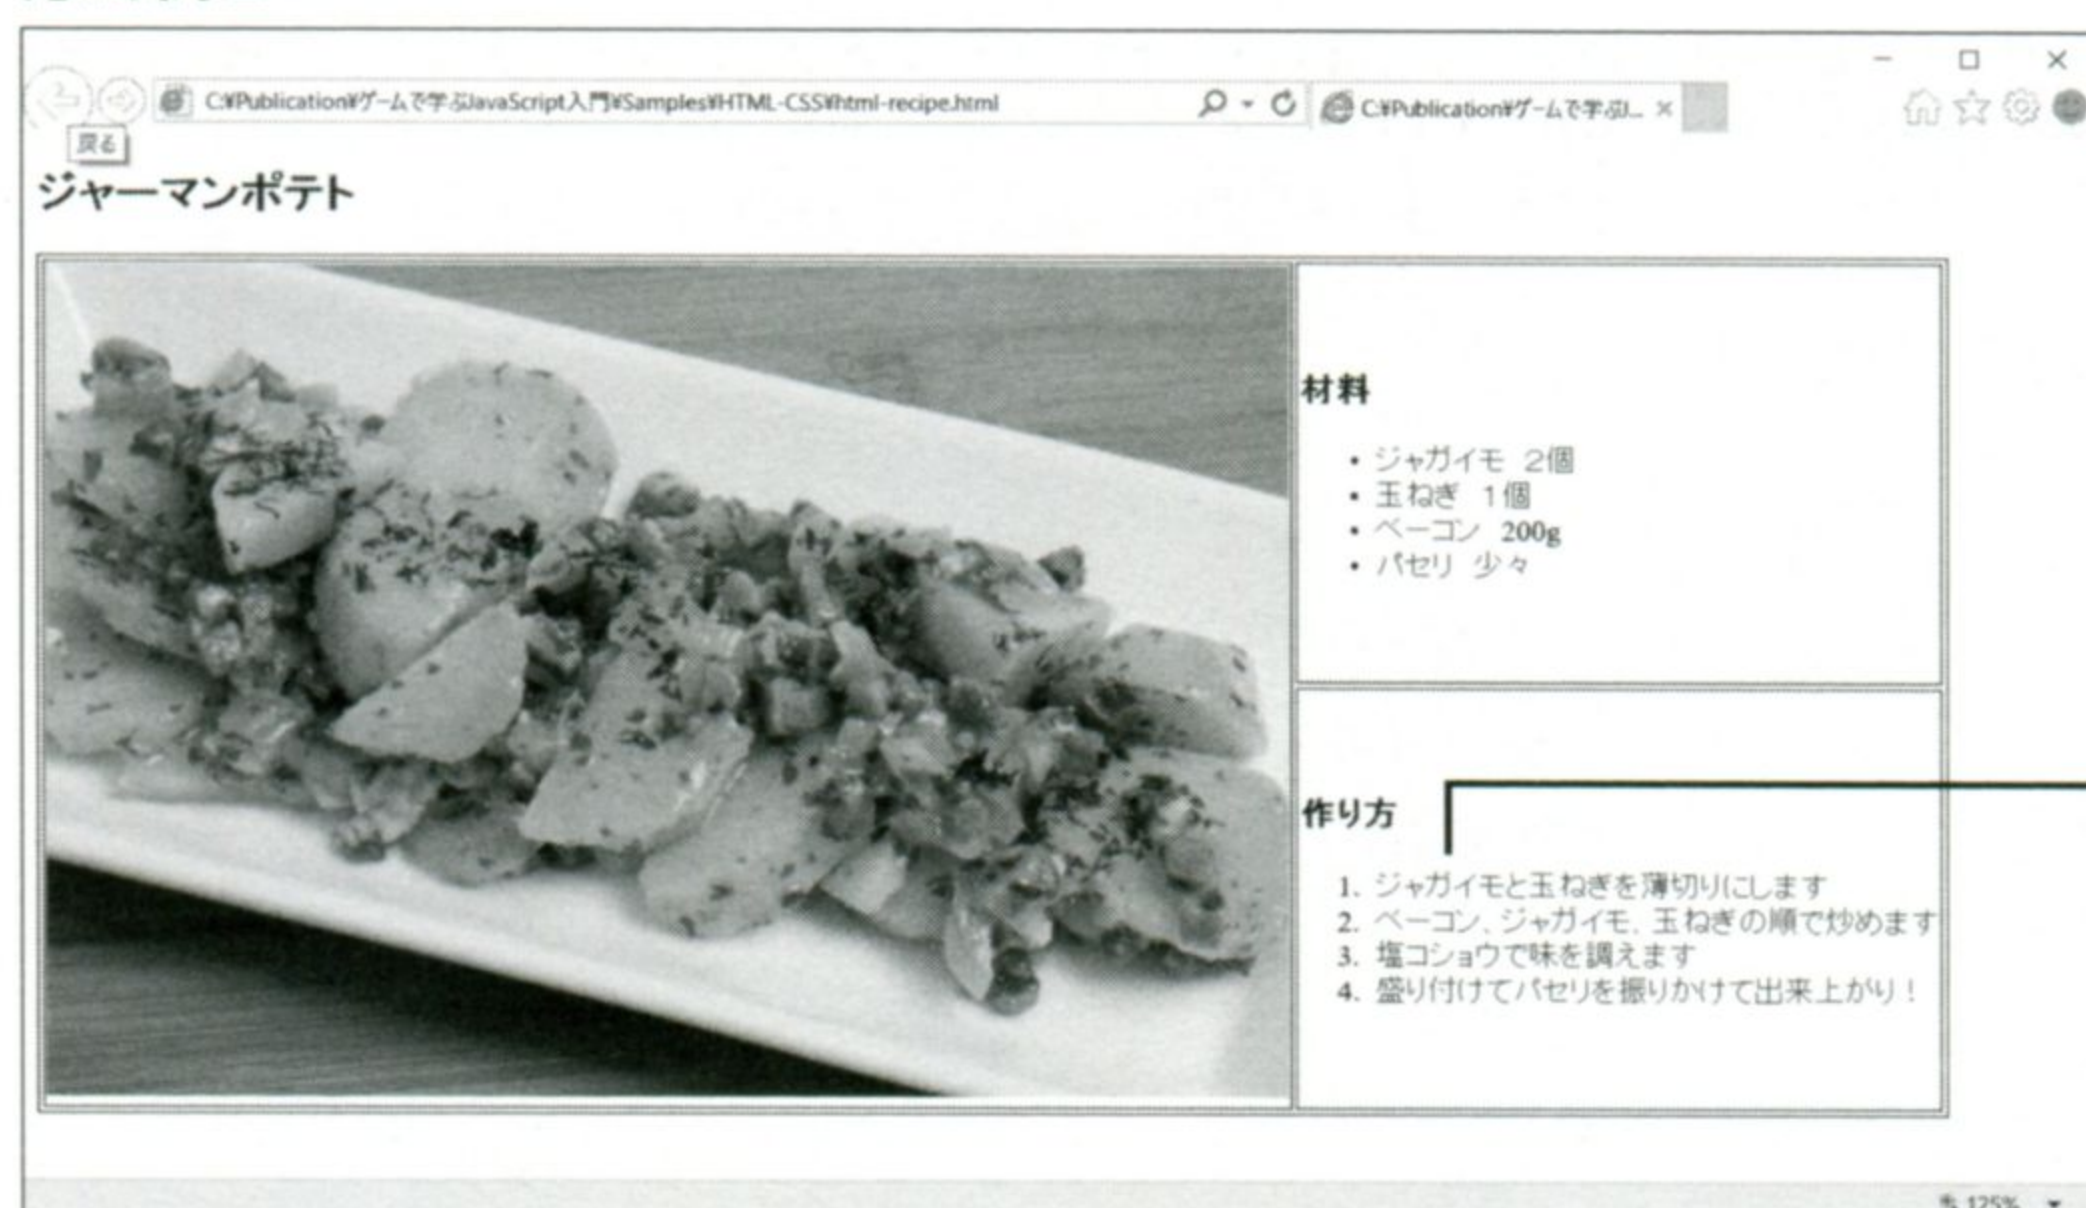 C:¥Publication¥ゲームで学ぶJavaScript入門¥Samples¥HTML-CSS¥html-recipe.html
C:¥Publication¥ゲームで学ぶJ...
戻る
ジャーマンポテト
材料
• ジャガイモ 2個
• 玉ねぎ 1個
• ベーコン 200g
• パセリ 少々
作り方
1. ジャガイモと玉ねぎを薄切りにします
2. ベーコン、ジャガイモ、玉ねぎの順で炒めます
3. 塩コショウで味を調えます
4. 盛り付けてパセリを振りかけて出来上がり！
125%